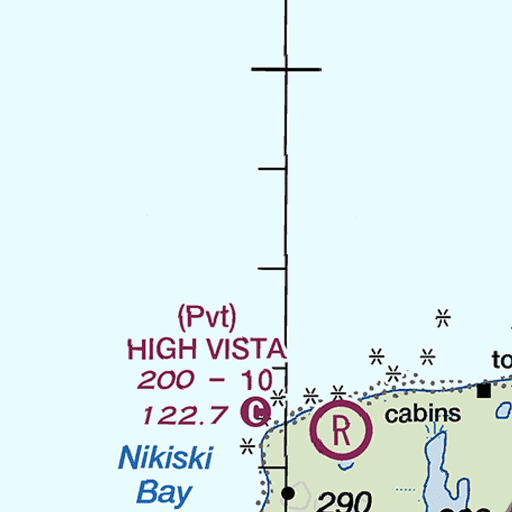 (Pvt)
HIGH VISTA
200 - 10
122.7 C
R
cabins
Nikiski
Bay
290